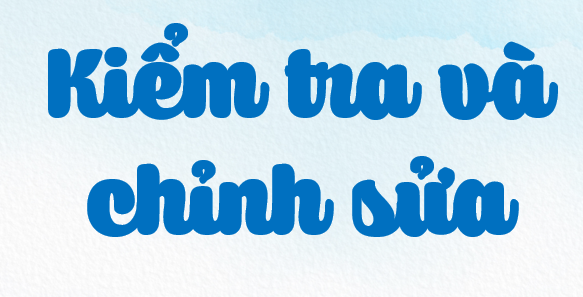 Kiểm tra và
chỉnh sửa